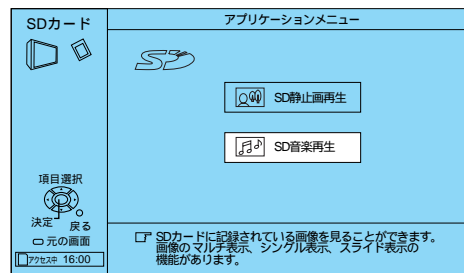 SDカード
アプリケーションメニュー
SD
SD静止画再生
SD音楽再生
項目選択
決定
戻る
元の画面
アクセス中 16:00
SDカードに記録されている画像を見ることができます。
画像の マルチ表示、シングル表示、スライド表示の
機能があります。